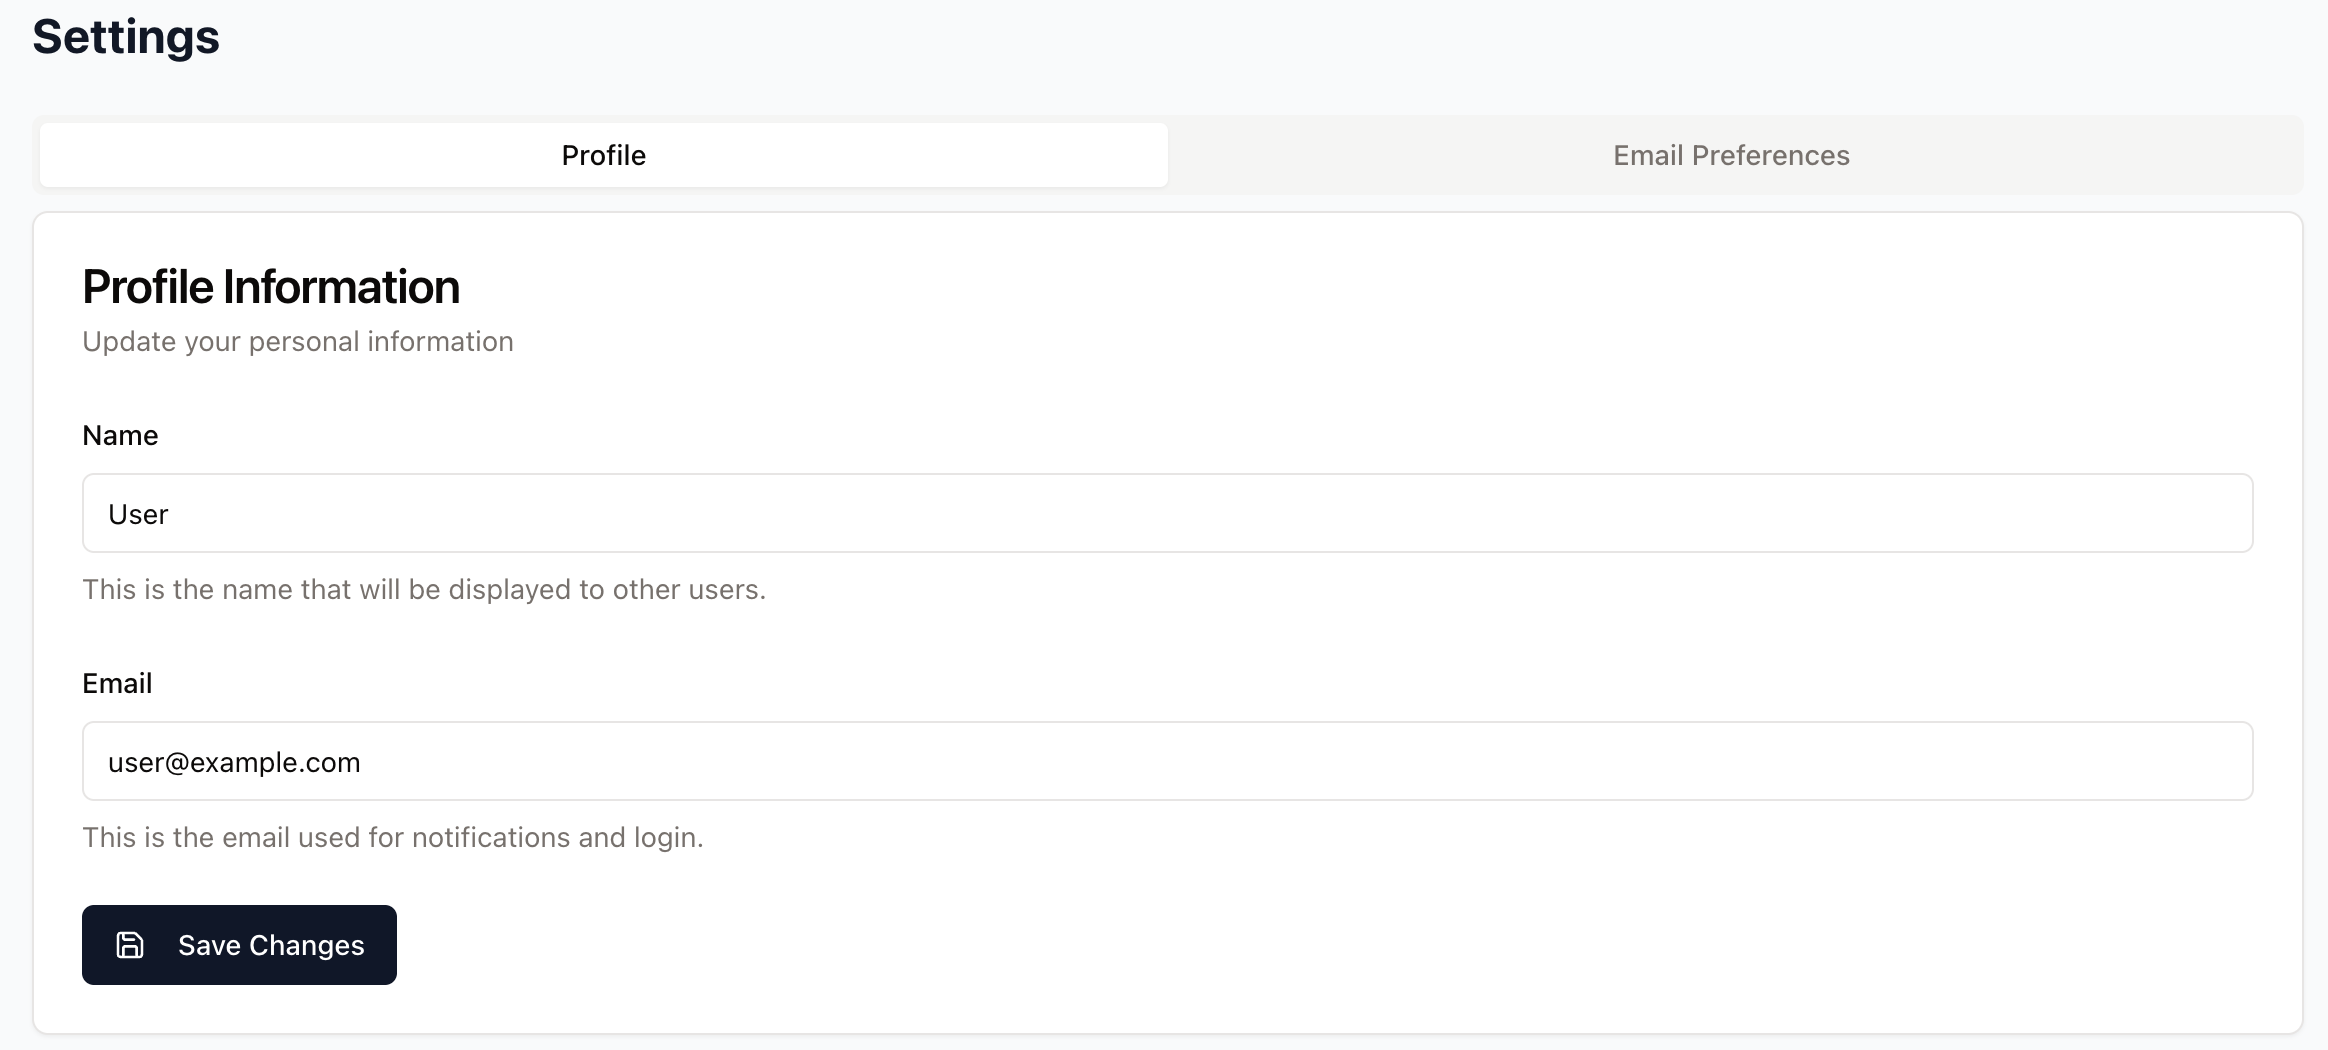 Settings
Profile
Email Preferences
Profile Information
Update your personal information
Name
User
This is the name that will be displayed to other users.
Email
user@example.com
This is the email used for notifications and login.
Save Changes